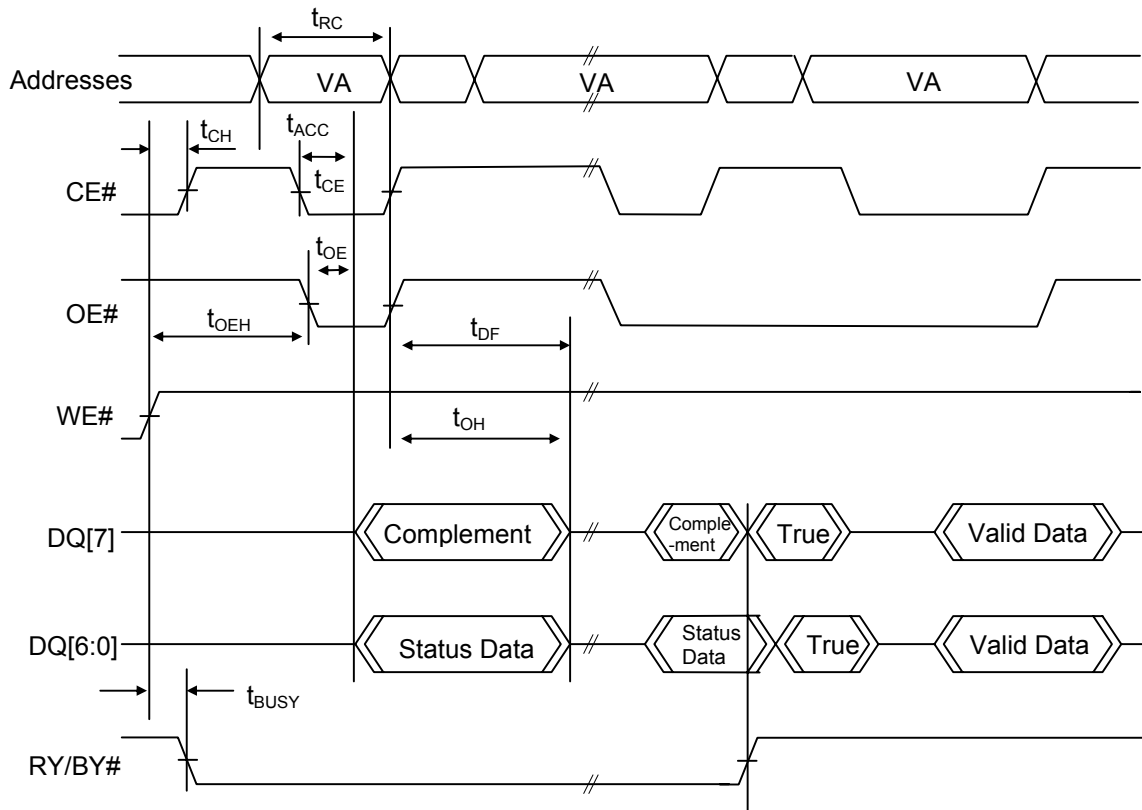 tRC
Addresses VA VA VA
tCH tACC
CE# tCE
tOE
OE#
tOEH tDF
WE#
tOH
DQ[7] Complement Comple
-ment True Valid Data
DQ[6:0] Status Data Status
Data True Valid Data
tBUSY
RY/BY#